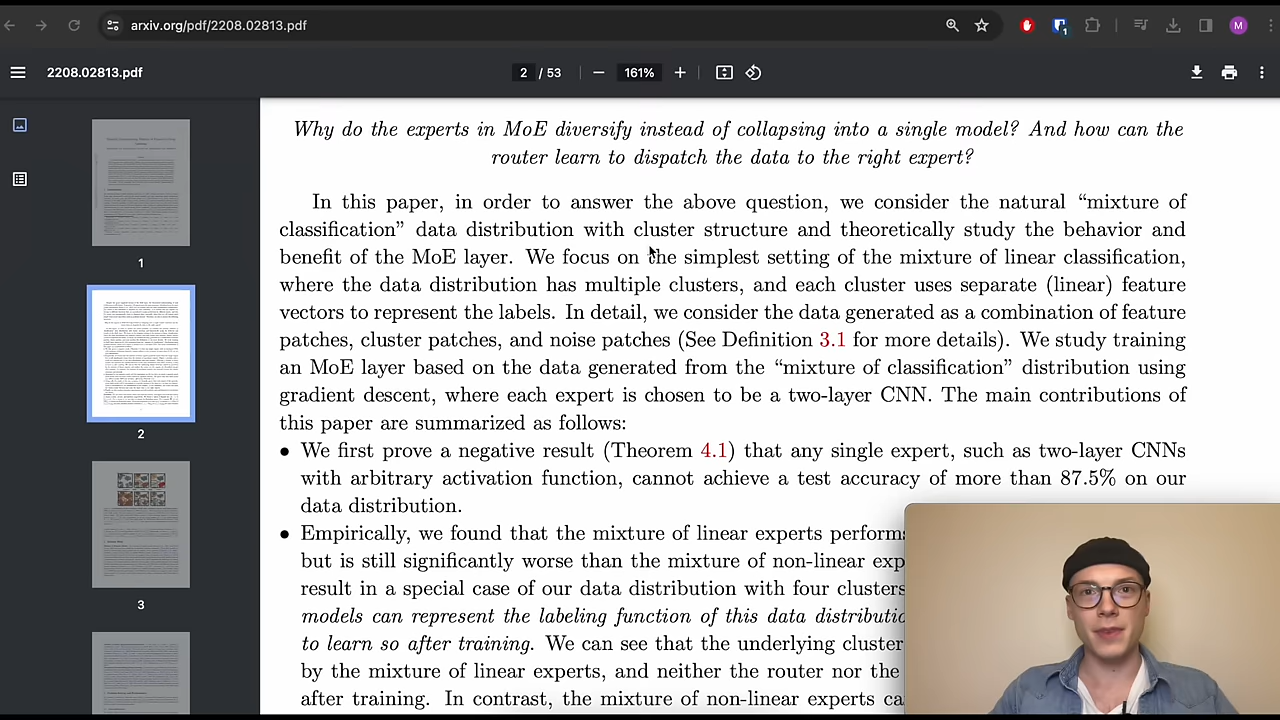 arxiv.org/pdf/2208.02813.pdf
1
M
2208.02813.pdf
2 / 53
161%
1
2
3
Why do the experts in MoE diversify instead of collapsing into a single model? And how can the
router learn to dispatch the data to the right expert?
In this paper, in order to answer the above question, we consider the natural “mixture of
classification” data distribution with cluster structure and theoretically study the behavior and
benefit of the MoE layer. We focus on the simplest setting of the mixture of linear classification,
where the data distribution has multiple clusters, and each cluster uses separate (linear) feature
vectors to represent the labels. In detail, we consider the data generated as a combination of feature
patches, cluster patches, and noise patches (See Definition 3.1 for more details). We study training
an MoE layer based on the data generated from the “mixture of classification” distribution using
gradient descent, where each expert is chosen to be a two-layer CNN. The main contributions of
this paper are summarized as follows:
• We first prove a negative result (Theorem 4.1) that any single expert, such as two-layer CNNs
with arbitrary activation function, cannot achieve a test accuracy of more than 87.5% on our
data distribution.
• Empirically, we found that the mixture of linear experts perform
but is still significantly worse than the mixture of non-linear exp
result in a special case of our data distribution with four clusters
models can represent the labeling function of this data distributio
to learn so after training. We can see that the underlying cluster
by the mixture of linear experts, and neither the router nor the
after training. In contrast, the mixture of non-linear experts ca